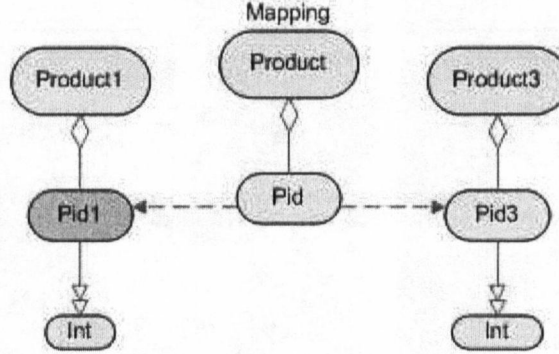 Mapping
Product1
Product
Product3
Pid1
Pid
Pid3
Int
Int